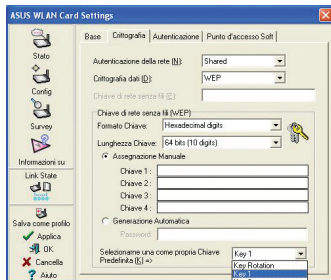 ASUS WLAN Card Settings
Stato
Config
Survey
Informazioni su
Link State
Salva come profilo
Applica
OK
Cancella
Aiuto
Base
Crittografia
Autenticazione
Punto d'accesso Soft
Autenticazione della rete (N):
Shared
Crittografia dati (D):
WEP
Chiave di rete senza fili (E):
Chiave di rete senza fili (WEP)
Formato Chiave:
Hexadecimal digits
Lunghezza Chiave:
64 bits (10 digits)
Assegnazione Manuale
Chiave 1 :
Chiave 2 :
Chiave 3 :
Chiave 4 :
Generazione Automatica
Password:
Selezionarne una come propria Chiave
Predefinita (K) =>
Key 1
Key Rotation
Key 1